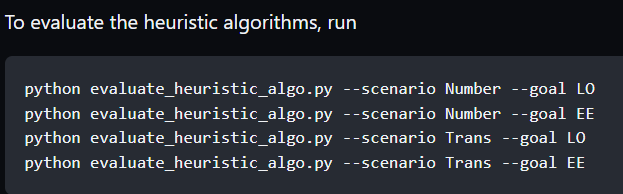 To evaluate the heuristic algorithms, run
python evaluate_heuristic_algo.py --scenario Number --goal LO
python evaluate_heuristic_algo.py --scenario Number --goal EE
python evaluate_heuristic_algo.py --scenario Trans --goal LO
python evaluate_heuristic_algo.py --scenario Trans --goal EE